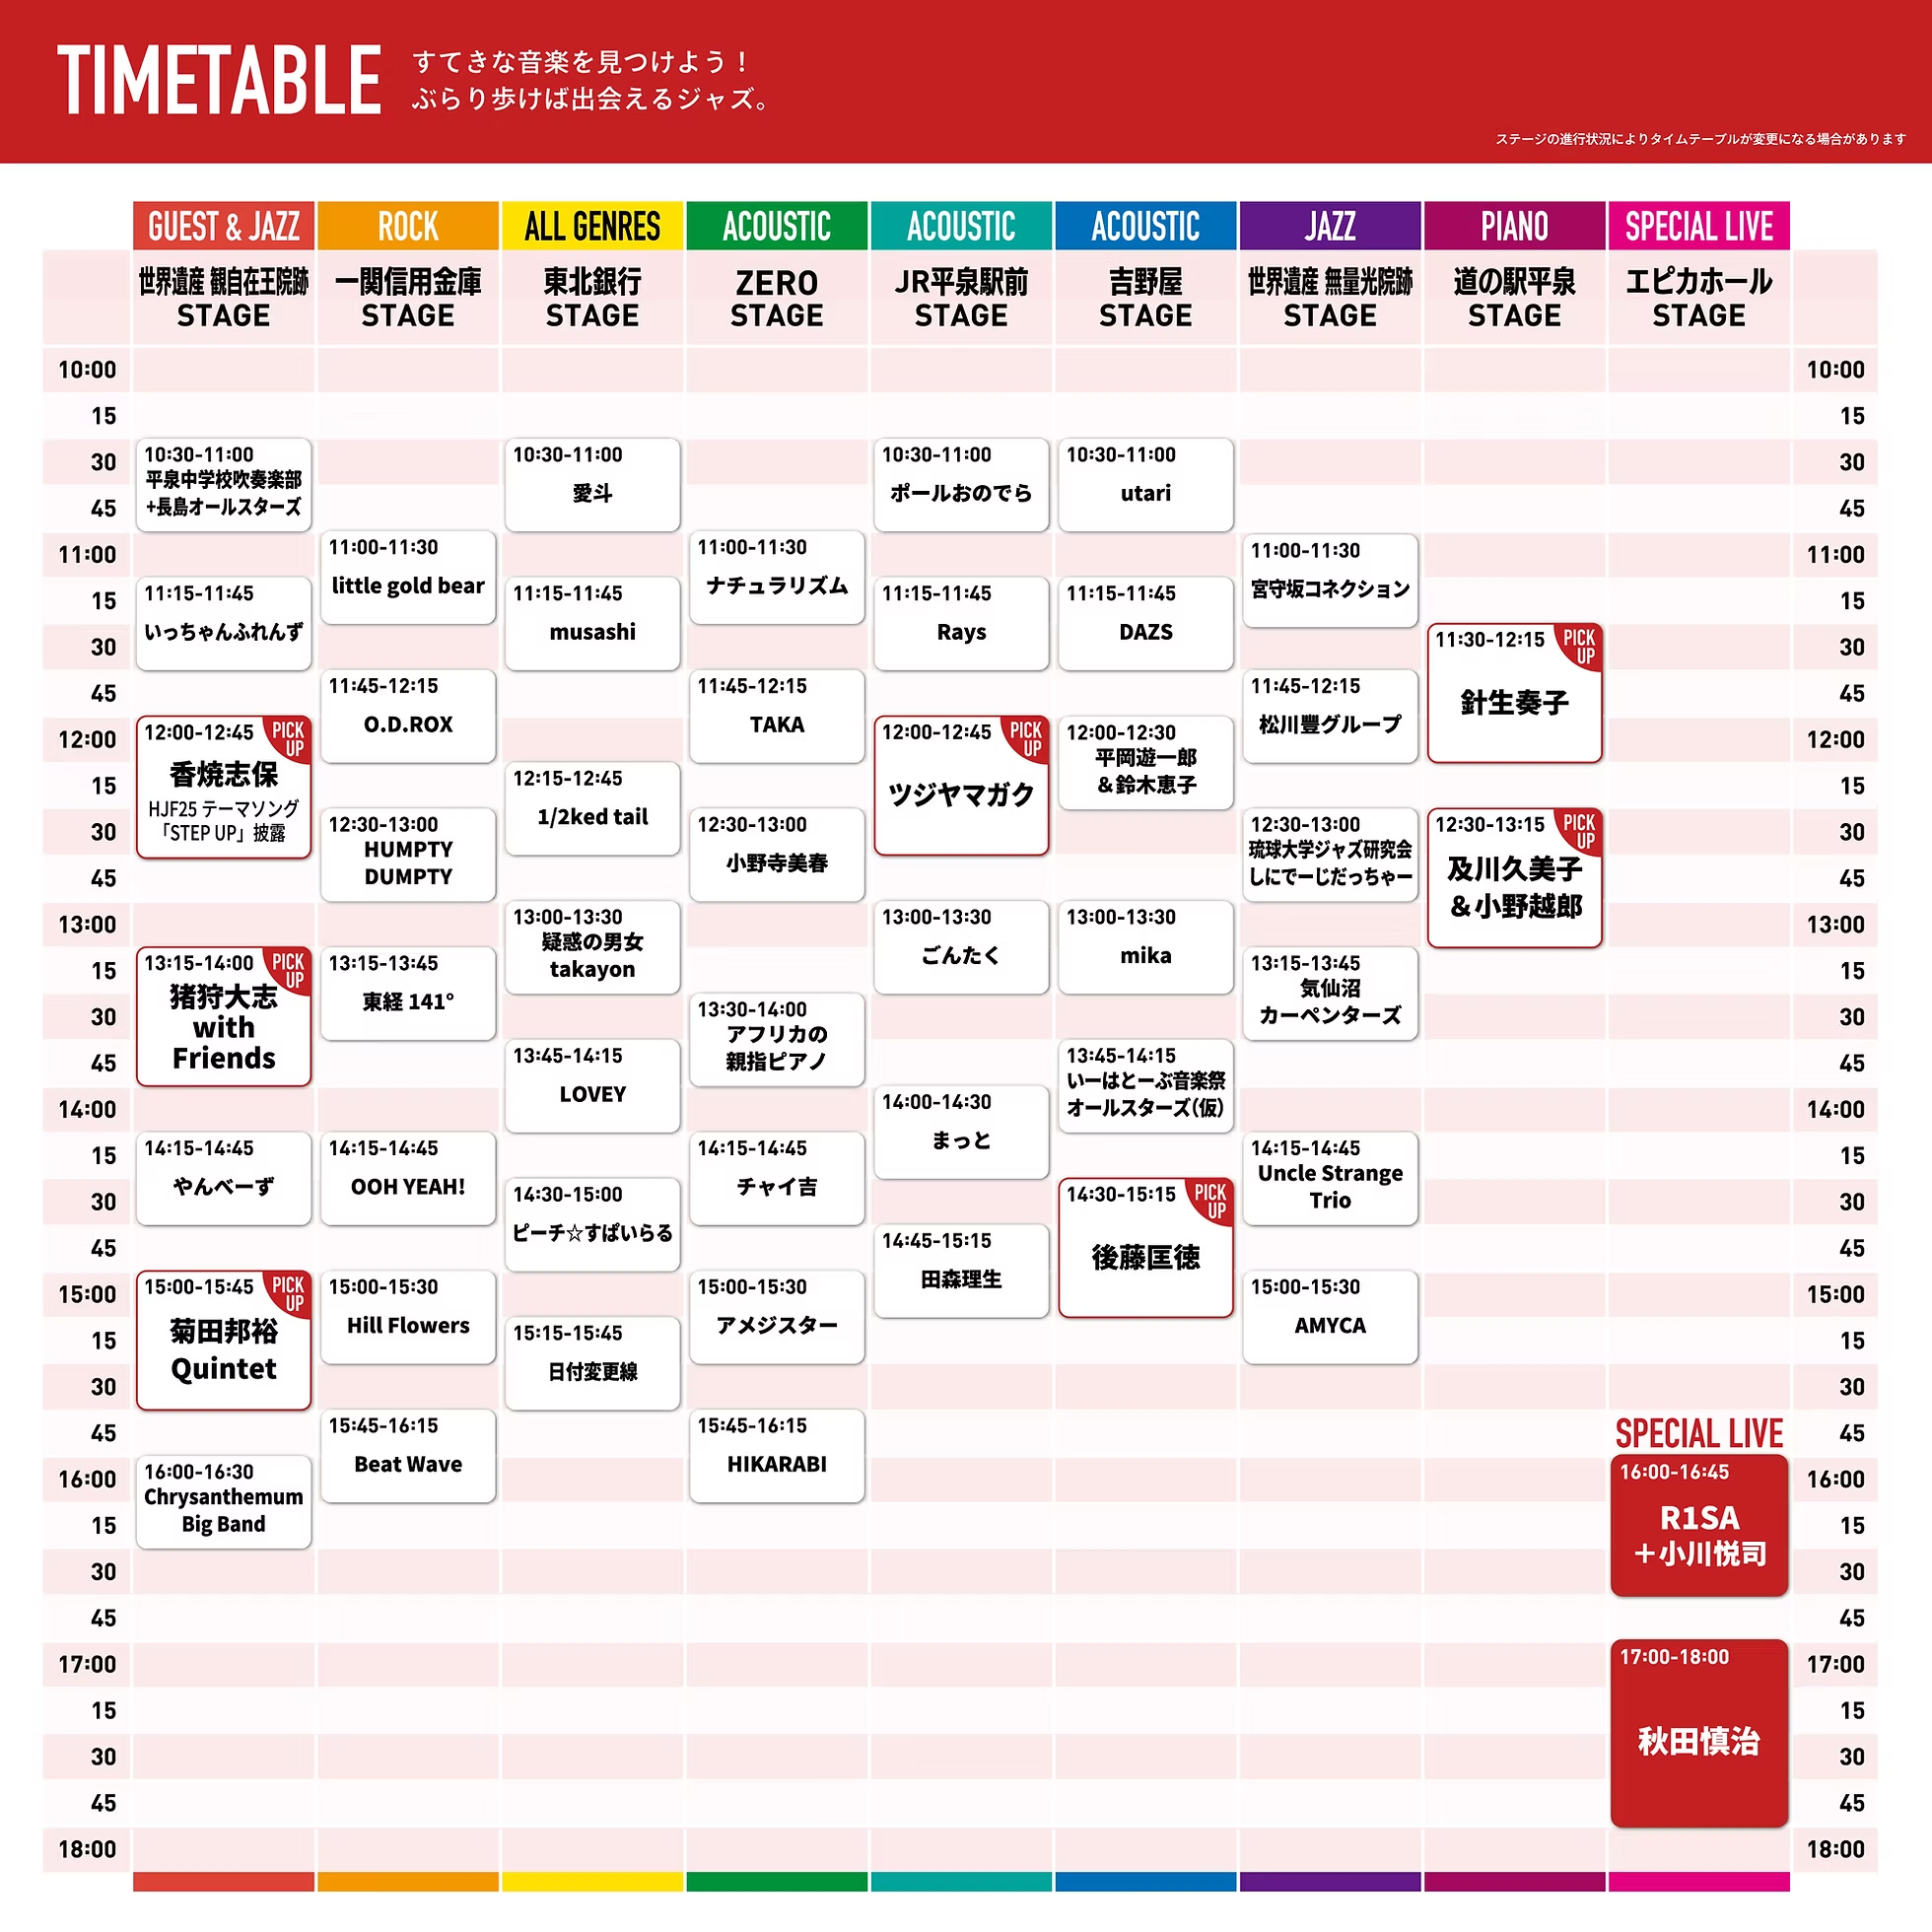 TIMETABLE
すてきな音楽を見つけよう！
ぶらり歩けば出会えるジャズ。
ステージの進行状況によりタイムテーブルが変更になる場合があります
GUEST & JAZZ
世界遺産 観自在王院跡
STAGE
10:30-11:00
平泉中学校吹奏楽部
+長島オールスターズ
11:15-11:45
いっちゃんふれんず
12:00-12:45
PICK
UP
香焼志保
HJF25 テーマソング
「STEP UP」披露
13:15-14:00
PICK
UP
猪狩大志
with
Friends
14:15-14:45
やんべーず
15:00-15:45
PICK
UP
菊田邦裕
Quintet
16:00-16:30
Chrysanthemum
Big Band
ROCK
一関信用金庫
STAGE
11:00-11:30
little gold bear
11:45-12:15
O.D.ROX
12:30-13:00
HUMPTY
DUMPTY
13:15-13:45
東経 141°
14:15-14:45
OOH YEAH!
15:00-15:30
Hill Flowers
15:45-16:15
Beat Wave
ALL GENRES
東北銀行
STAGE
10:30-11:00
愛斗
11:15-11:45
musashi
12:15-12:45
1/2ked tail
13:00-13:30
疑惑の男女
takayon
13:45-14:15
LOVEY
14:30-15:00
ピーチ☆すぱいらる
15:15-15:45
日付変更線
ACOUSTIC
ZERO
STAGE
11:00-11:30
ナチュラリズム
11:45-12:15
TAKA
12:30-13:00
小野寺美春
13:30-14:00
アフリカの
親指ピアノ
14:15-14:45
チャイ吉
15:00-15:30
アメジスター
15:45-16:15
HIKARABI
ACOUSTIC
JR平泉駅前
STAGE
10:30-11:00
ポールおのでら
11:15-11:45
Rays
12:00-12:45
PICK
UP
ツジヤマガク
13:00-13:30
ごんたく
14:00-14:30
まっと
14:45-15:15
田森理生
ACOUSTIC
吉野屋
STAGE
10:30-11:00
utari
11:15-11:45
DAZS
12:00-12:30
平岡遊一郎
＆鈴木恵子
13:00-13:30
mika
13:45-14:15
いーはとーぶ音楽祭
オールスターズ(仮)
14:30-15:15
PICK
UP
後藤匡徳
JAZZ
世界遺産 無量光院跡
STAGE
11:00-11:30
宮守坂コネクション
11:45-12:15
松川豊グループ
12:30-13:00
琉球大学ジャズ研究会
しにでーじだっちゃー
13:15-13:45
気仙沼
カーペンターズ
14:15-14:45
Uncle Strange
Trio
15:00-15:30
AMYCA
PIANO
道の駅平泉
STAGE
11:30-12:15
PICK
UP
針生奏子
12:30-13:15
PICK
UP
及川久美子
＆小野越郎
SPECIAL LIVE
エピカホール
STAGE
SPECIAL LIVE
16:00-16:45
R1SA
＋小川悦司
17:00-18:00
秋田慎治
10:00
15
30
45
11:00
15
30
45
12:00
15
30
45
13:00
15
30
45
14:00
15
30
45
15:00
15
30
45
16:00
15
30
45
17:00
15
30
45
18:00
10:00
15
30
45
11:00
15
30
45
12:00
15
30
45
13:00
15
30
45
14:00
15
30
45
15:00
15
30
45
16:00
15
30
45
17:00
15
30
45
18:00